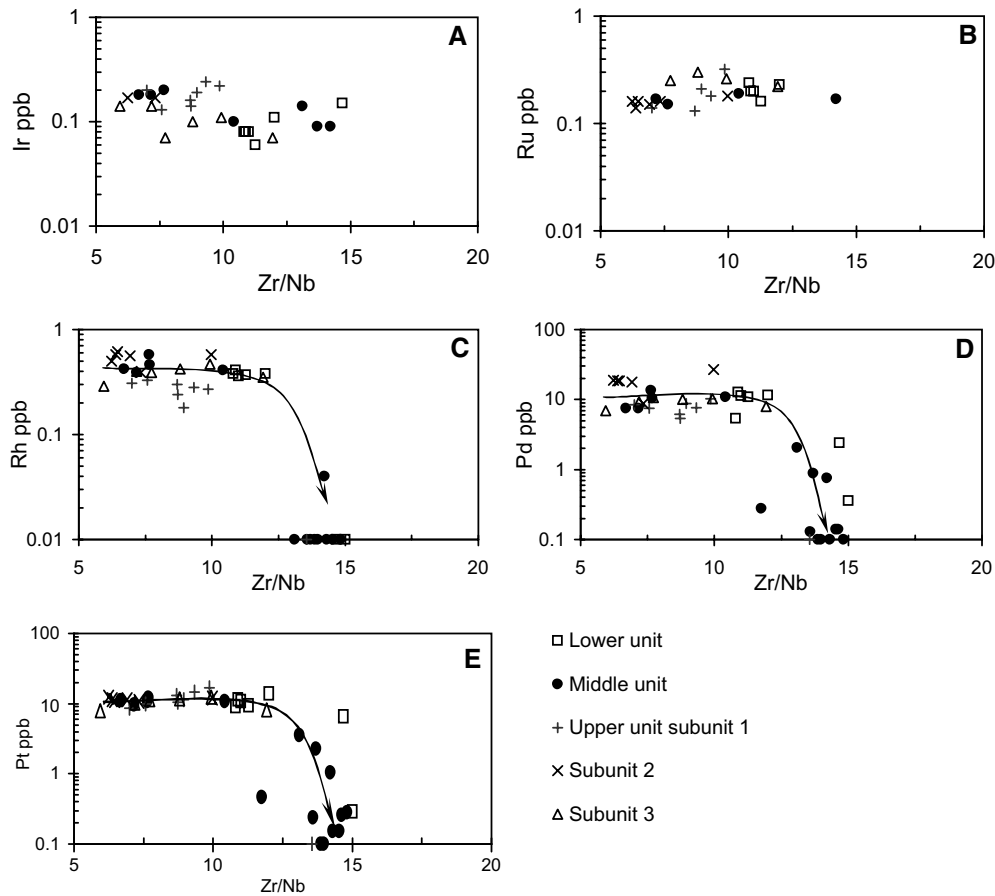 A
1
0.1
0.01
Ir ppb
5 10 15 20
Zr/Nb
B
1
0.1
0.01
Ru ppb
5 10 15 20
Zr/Nb
C
1
0.1
0.01
Rh ppb
5 10 15 20
Zr/Nb
D
100
10
1
0.1
Pd ppb
5 10 15 20
Zr/Nb
E
100
10
1
0.1
Pt ppb
5 10 15 20
Zr/Nb
Lower unit
Middle unit
Upper unit subunit 1
Subunit 2
Subunit 3